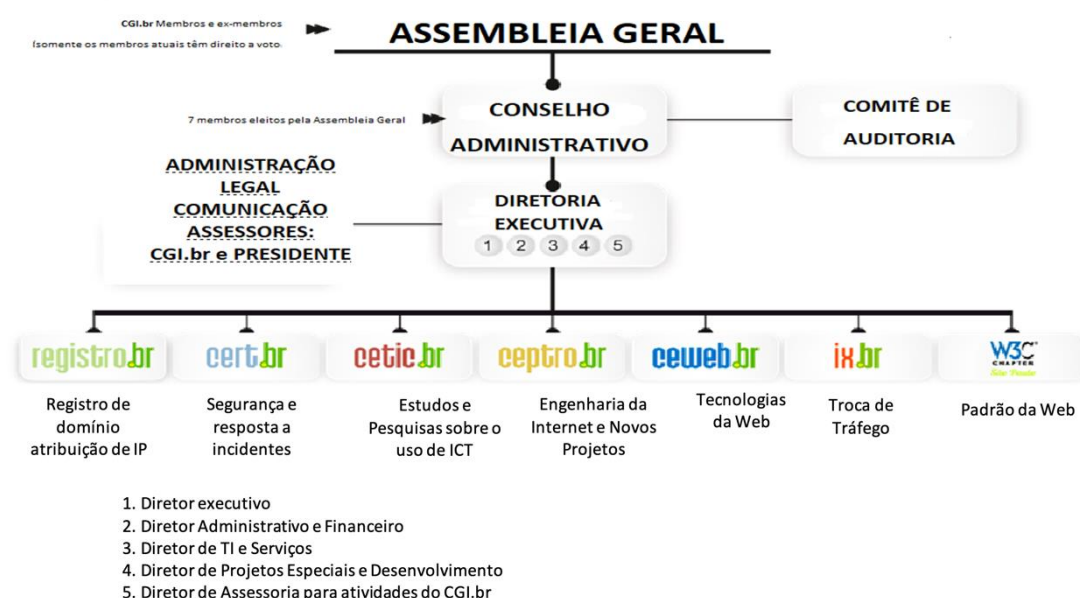 CGI.br Membros e ex-membros
(somente os membros atuais têm direito a voto.
ASSEMBLEIA GERAL
7 membros eleitos pela Assembleia Geral
CONSELHO
ADMINISTRATIVO
COMITÊ DE
AUDITORIA
ADMINISTRAÇÃO
LEGAL
COMUNICAÇÃO
ASSESSORES:
CGI.br e PRESIDENTE
DIRETORIA
EXECUTIVA
1 2 3 4 5
registro.br
cert.br
cetic.br
ceptro.br
ceweb.br
ix.br
W3C
CHAPTER
São Paulo
Registro de
domínio
atribuição de IP
Segurança e
resposta a
incidentes
Estudos e
Pesquisas sobre o
uso de ICT
Engenharia da
Internet e Novos
Projetos
Tecnologias
da Web
Troca de
Tráfego
Padrão da Web
1. Diretor executivo
2. Diretor Administrativo e Financeiro
3. Diretor de TI e Serviços
4. Diretor de Projetos Especiais e Desenvolvimento
5. Diretor de Assessoria para atividades do CGI.br